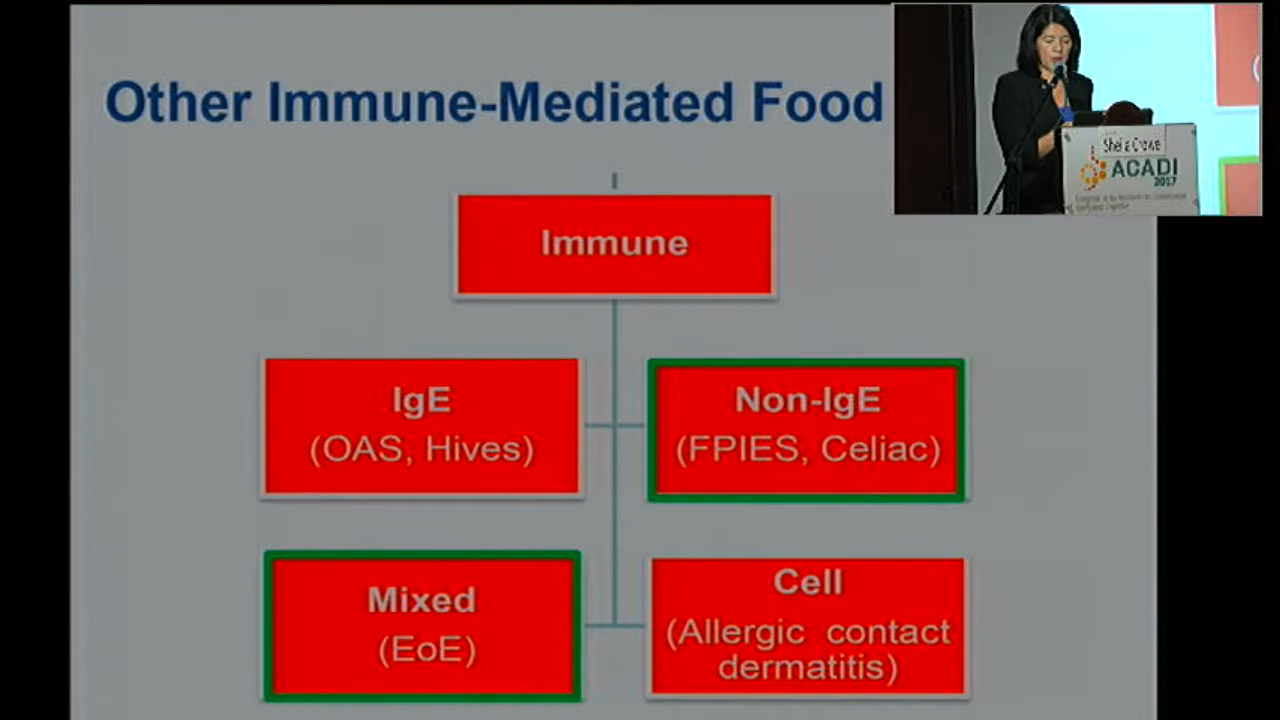 Other Immune-Mediated Food
Immune
IgE
(OAS, Hives)
Non-IgE
(FPIES, Celiac)
Mixed
(EoE)
Cell
(Allergic contact
dermatitis)
Sheila Crowe
ACADI
2017